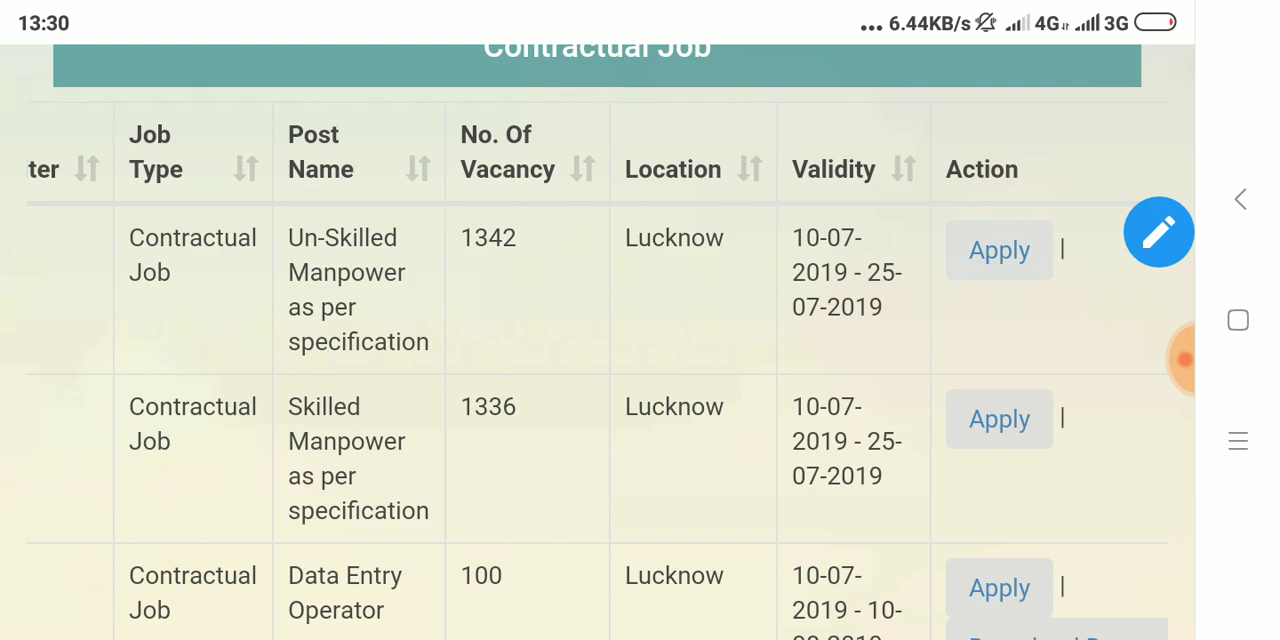 13:30
... 6.44KB/s 4G 3G
Contractual Job
ter Job Type Post Name No. Of Vacancy Location Validity Action
Contractual Job
Un-Skilled Manpower as per specification
1342
Lucknow
10-07-2019 - 25-07-2019
Apply |
Contractual Job
Skilled Manpower as per specification
1336
Lucknow
10-07-2019 - 25-07-2019
Apply |
Contractual Job
Data Entry Operator
100
Lucknow
10-07-2019 - 10-
Apply |